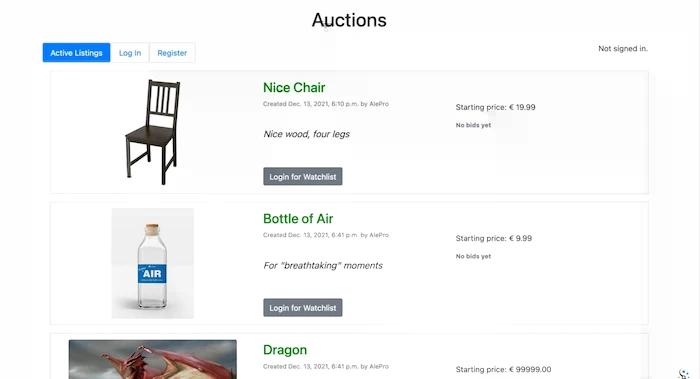 Auctions
Active Listings
Log In
Register
Not signed in.
Nice Chair
Created Dec. 13, 2021, 6:10 p.m. by AlePro
Starting price: € 19.99
No bids yet
Nice wood, four legs
Login for Watchlist
Bottle of Air
Created Dec. 13, 2021, 6:41 p.m. by AlePro
Starting price: € 9.99
No bids yet
AIR
For "breathtaking" moments
Login for Watchlist
Dragon
Created Dec. 13, 2021, 6:41 p.m. by AlePro
Starting price: € 99999.00